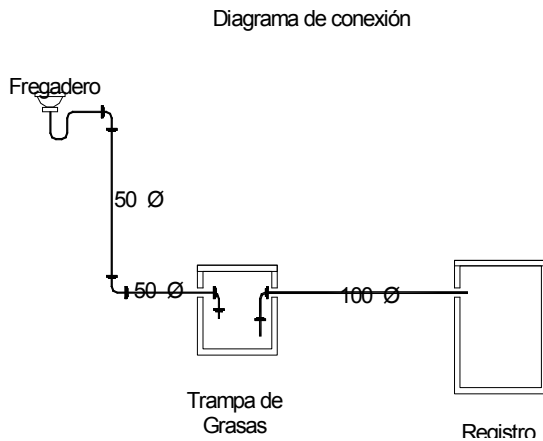 Diagrama de conexión
Fregadero
50 Ø
50 Ø
100 Ø
Trampa de
Grasas
Registro